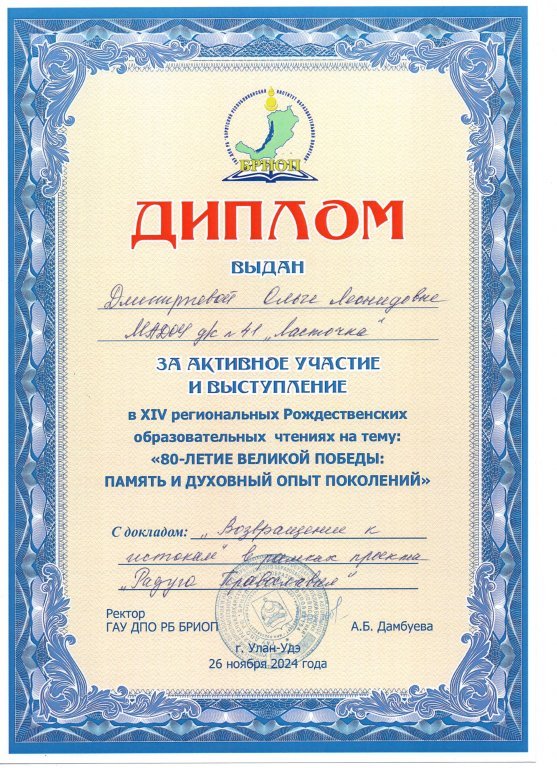 БРИОП
ДИПЛОМ
ВЫДАН
Дмитриевой Ольге Леонидовне
МАДОУ д/с №41 „Ласточка"
ЗА АКТИВНОЕ УЧАСТИЕ
И ВЫСТУПЛЕНИЕ
в XIV региональных Рождественских
образовательных чтениях на тему:
«80-ЛЕТИЕ ВЕЛИКОЙ ПОБЕДЫ:
ПАМЯТЬ И ДУХОВНЫЙ ОПЫТ ПОКОЛЕНИЙ»
С докладом: „Возвращение к
истокам" в рамках проекта
„Радуга Православия"
Ректор
ГАУ ДПО РБ БРИОП
А.Б. Дамбуева
г. Улан-Удэ
26 ноября 2024 года